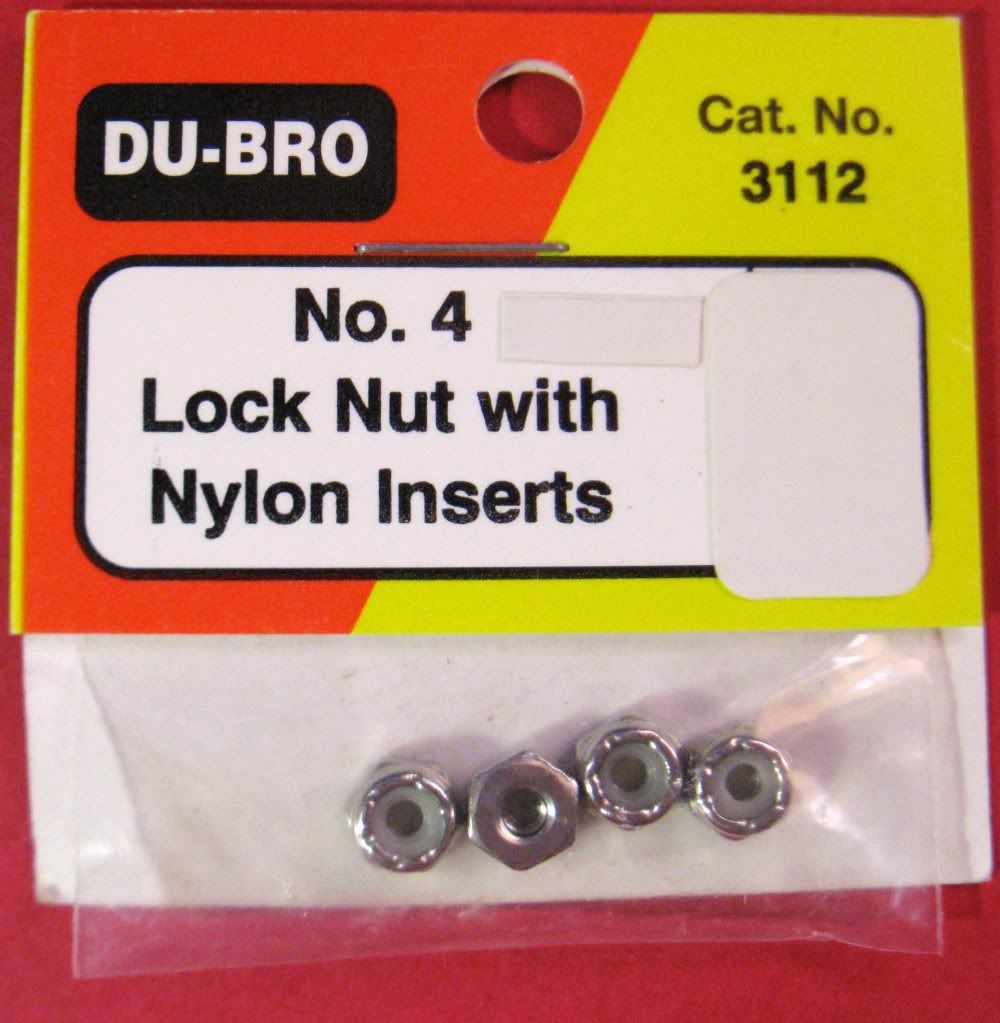 DU-BRO
Cat. No.
3112
No. 4
Lock Nut with
Nylon Inserts